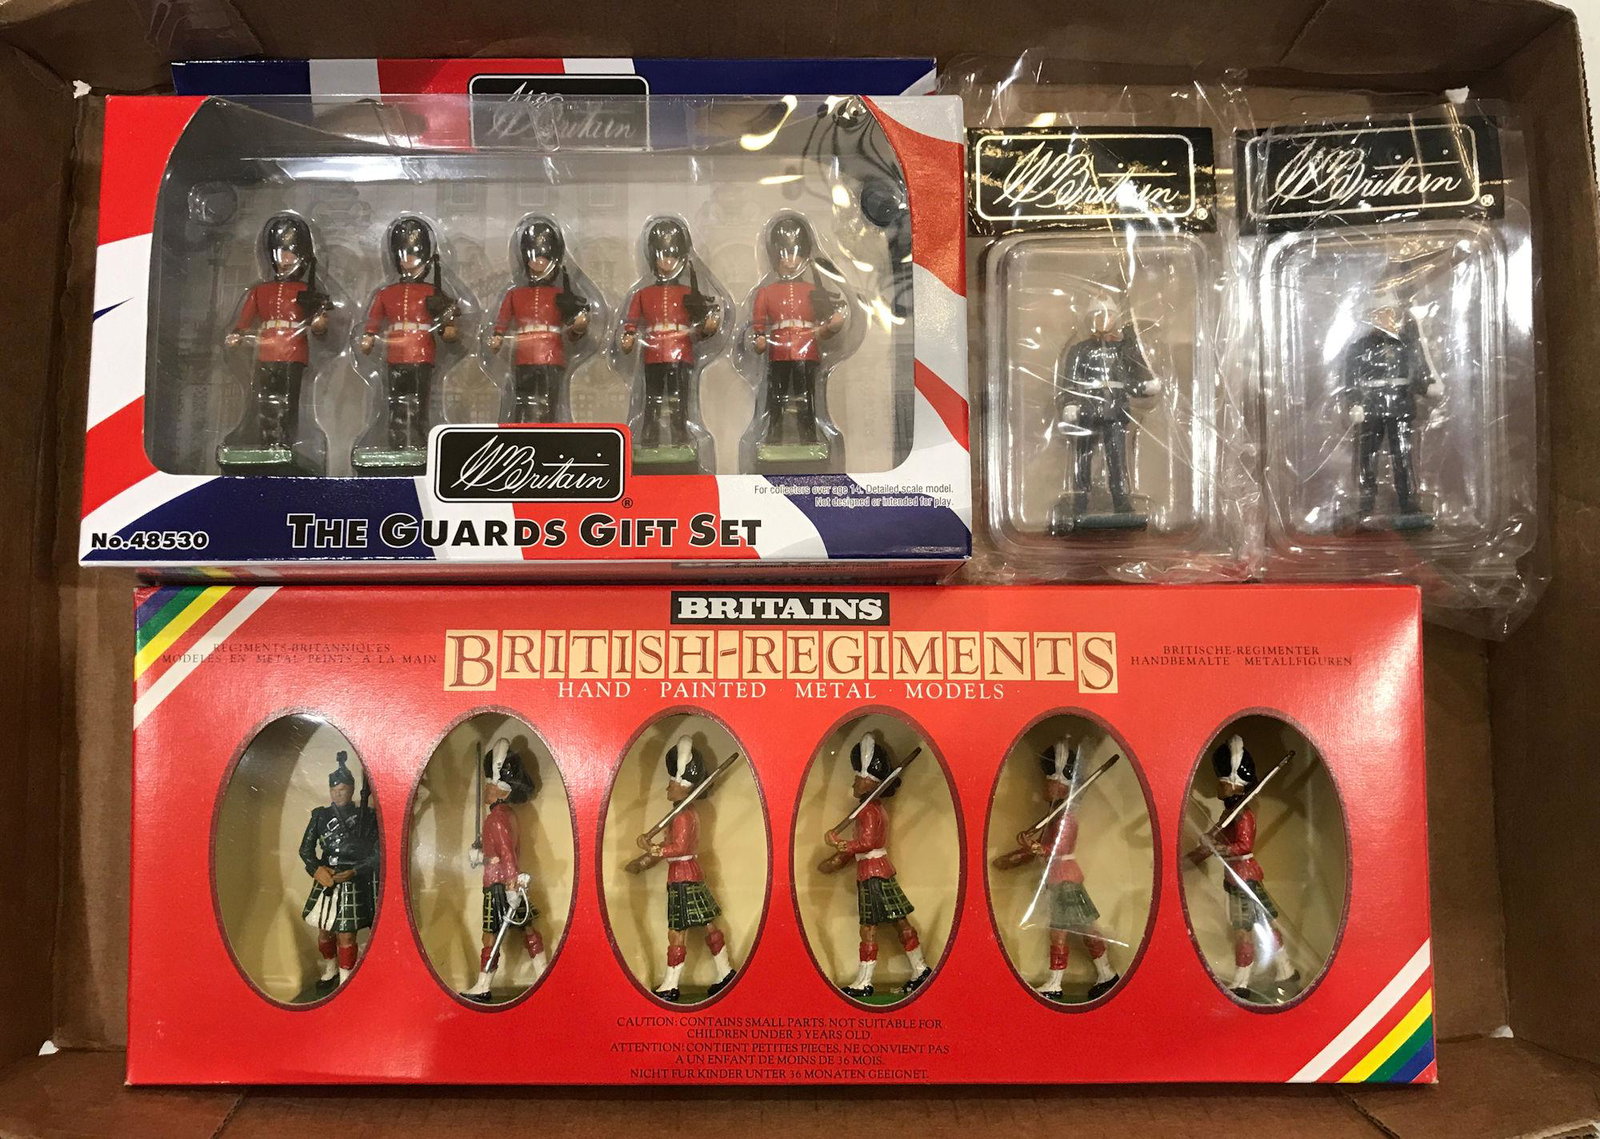 W Britain
W Britain®
W Britain®
W Britain®
For collectors over age 14. Detailed scale model.
Not designed or intended for play.
No.48530
THE GUARDS GIFT SET
BRITAINS
BRITISH-REGIMENTS
HAND · PAINTED · METAL · MODELS
REGIMENTS-BRITANNIQUES
MODELES EN METAL PEINTS A LA MAIN
BRITISCHE-REGIMENTER
HANDBEMALTE METALLFIGUREN
CAUTION: CONTAINS SMALL PARTS. NOT SUITABLE FOR
CHILDREN UNDER 3 YEARS OLD.
ATTENTION: CONTIENT PETITES PIECES. NE CONVIENT PAS
A UN ENFANT DE MOINS DE 36 MOIS.
NICHT FUR KINDER UNTER 36 MONATEN GEEIGNET.